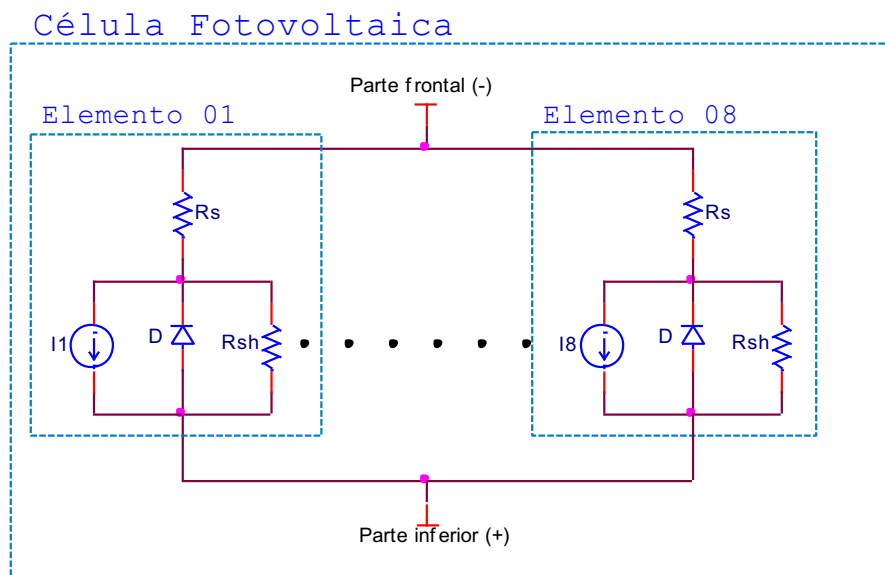 Célula Fotovoltaica
Parte frontal (-)
Elemento 01
Elemento 08
Rs
Rs
I1
D
Rsh
I8
D
Rsh
Parte inferior (+)